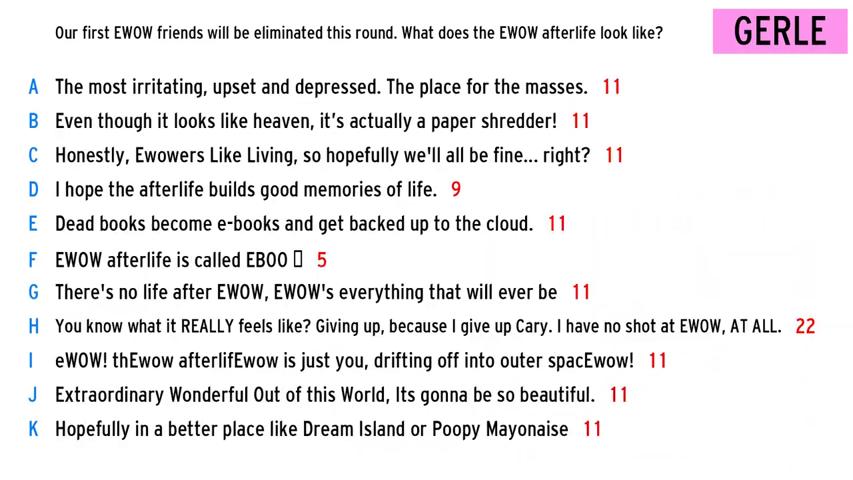 Our first EWOW friends will be eliminated this round. What does the EWOW afterlife look like?
GERLE
A The most irritating, upset and depressed. The place for the masses. 11
B Even though it looks like heaven, it's actually a paper shredder! 11
C Honestly, Ewowers Like Living, so hopefully we'll all be fine... right? 11
D I hope the afterlife builds good memories of life. 9
E Dead books become e-books and get backed up to the cloud. 11
F EWOW afterlife is called EBOO ▯ 5
G There's no life after EWOW, EWOW's everything that will ever be 11
H You know what it REALLY feels like? Giving up, because I give up Cary. I have no shot at EWOW, AT ALL. 22
I eWOW! thEwow afterlifEwow is just you, drifting off into outer spacEwow! 11
J Extraordinary Wonderful Out of this World, Its gonna be so beautiful. 11
K Hopefully in a better place like Dream Island or Poopy Mayonaise 11